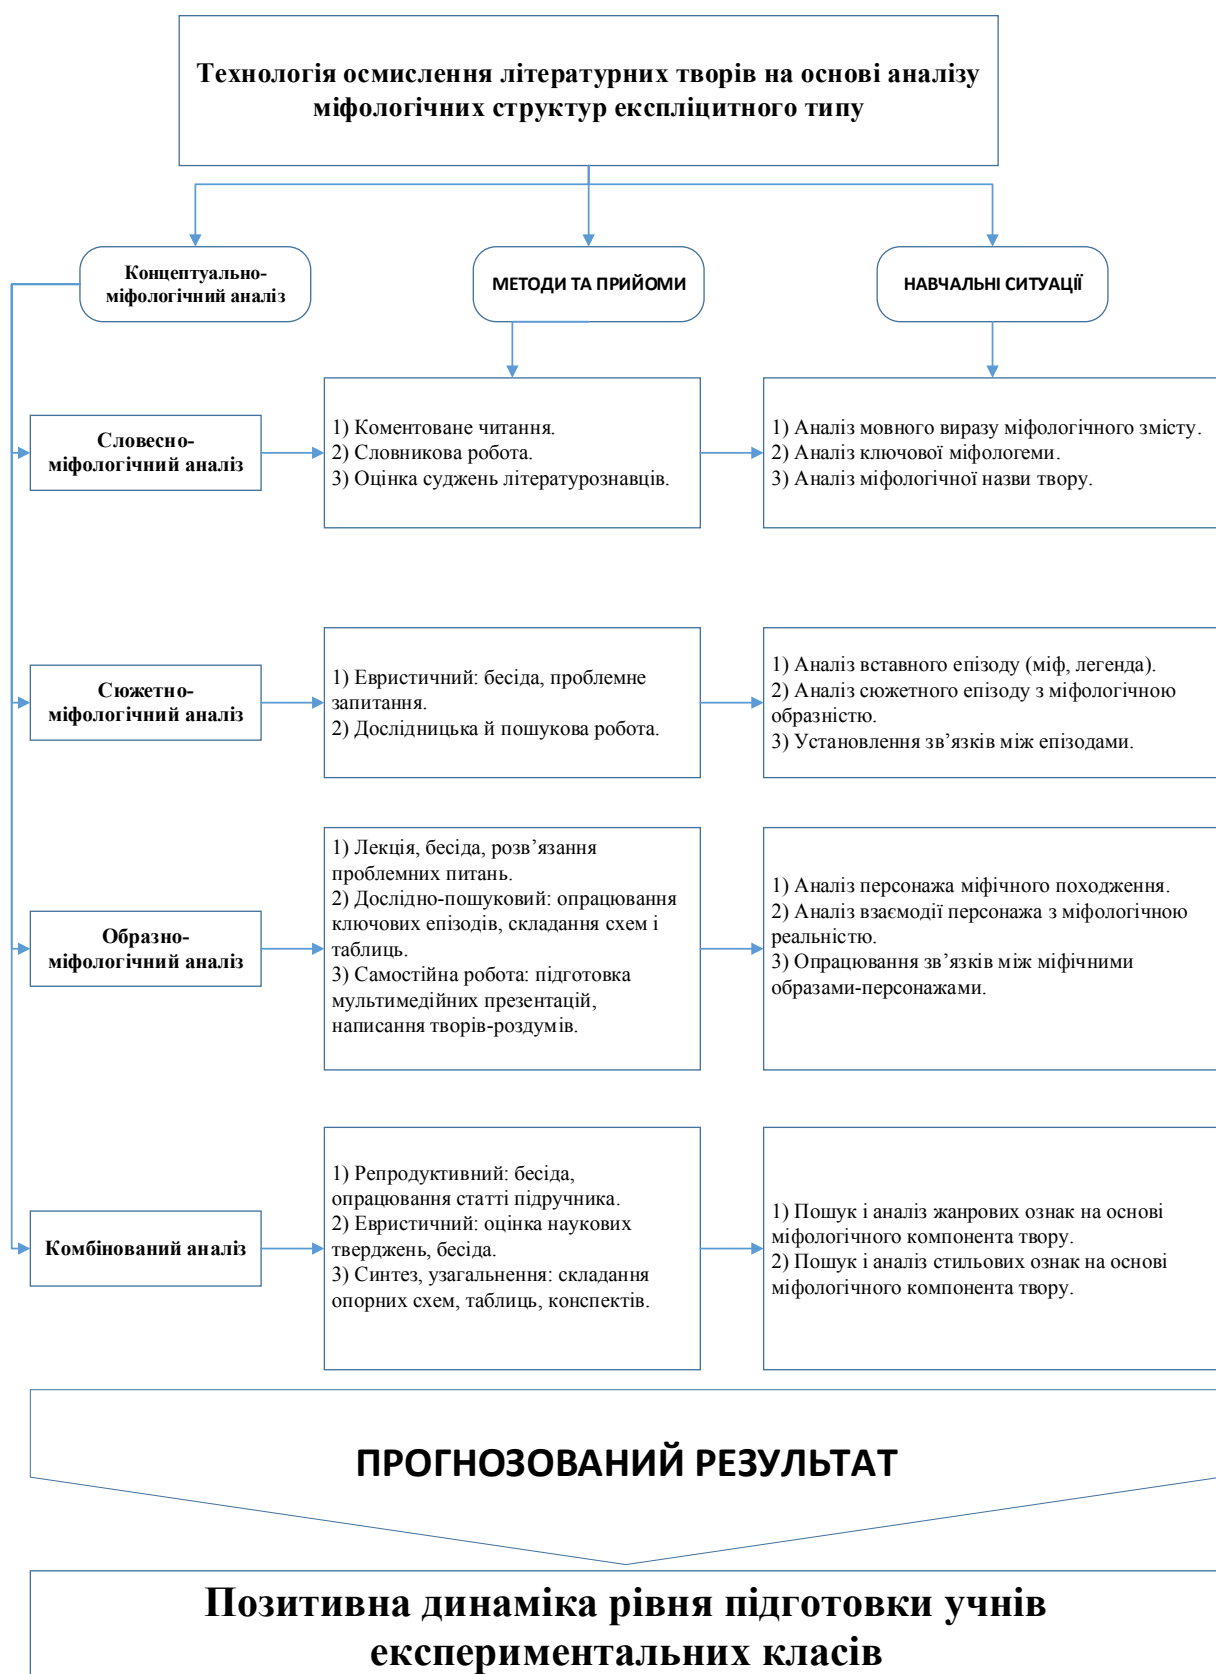 Технологія осмислення літературних творів на основі аналізу
міфологічних структур експліцитного типу
Концептуально-
міфологічний аналіз
МЕТОДИ ТА ПРИЙОМИ
НАВЧАЛЬНІ СИТУАЦІЇ
Словесно-
міфологічний аналіз
1) Коментоване читання.
2) Словникова робота.
3) Оцінка суджень літературознавців.
1) Аналіз мовного виразу міфологічного змісту.
2) Аналіз ключової міфологеми.
3) Аналіз міфологічної назви твору.
Сюжетно-
міфологічний аналіз
1) Евристичний: бесіда, проблемне
запитання.
2) Дослідницька й пошукова робота.
1) Аналіз вставного епізоду (міф, легенда).
2) Аналіз сюжетного епізоду з міфологічною
образністю.
3) Установлення зв’язків між епізодами.
Образно-
міфологічний аналіз
1) Лекція, бесіда, розв’язання
проблемних питань.
2) Дослідно-пошуковий: опрацювання
ключових епізодів, складання схем і
таблиць.
3) Самостійна робота: підготовка
мультимедійних презентацій,
написання творів-роздумів.
1) Аналіз персонажа міфічного походження.
2) Аналіз взаємодії персонажа з міфологічною
реальністю.
3) Опрацювання зв’язків між міфічними
образами-персонажами.
Комбінований аналіз
1) Репродуктивний: бесіда,
опрацювання статті підручника.
2) Евристичний: оцінка наукових
тверджень, бесіда.
3) Синтез, узагальнення: складання
опорних схем, таблиць, конспектів.
1) Пошук і аналіз жанрових ознак на основі
міфологічного компонента твору.
2) Пошук і аналіз стильових ознак на основі
міфологічного компонента твору.
ПРОГНОЗОВАНИЙ РЕЗУЛЬТАТ
Позитивна динаміка рівня підготовки учнів
експериментальних класів